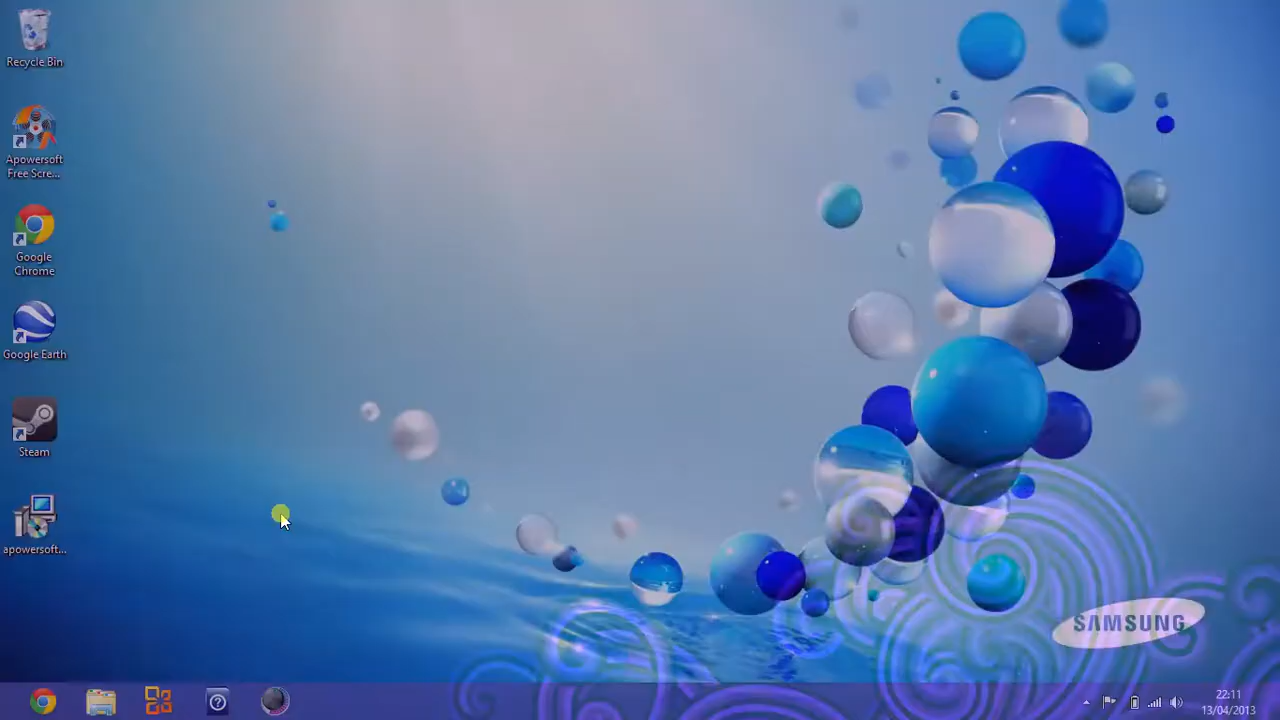 Recycle Bin
Apowersoft
Free Scre...
Google
Chrome
Google Earth
Steam
apowersoft...
SAMSUNG
22:11
13/04/2013